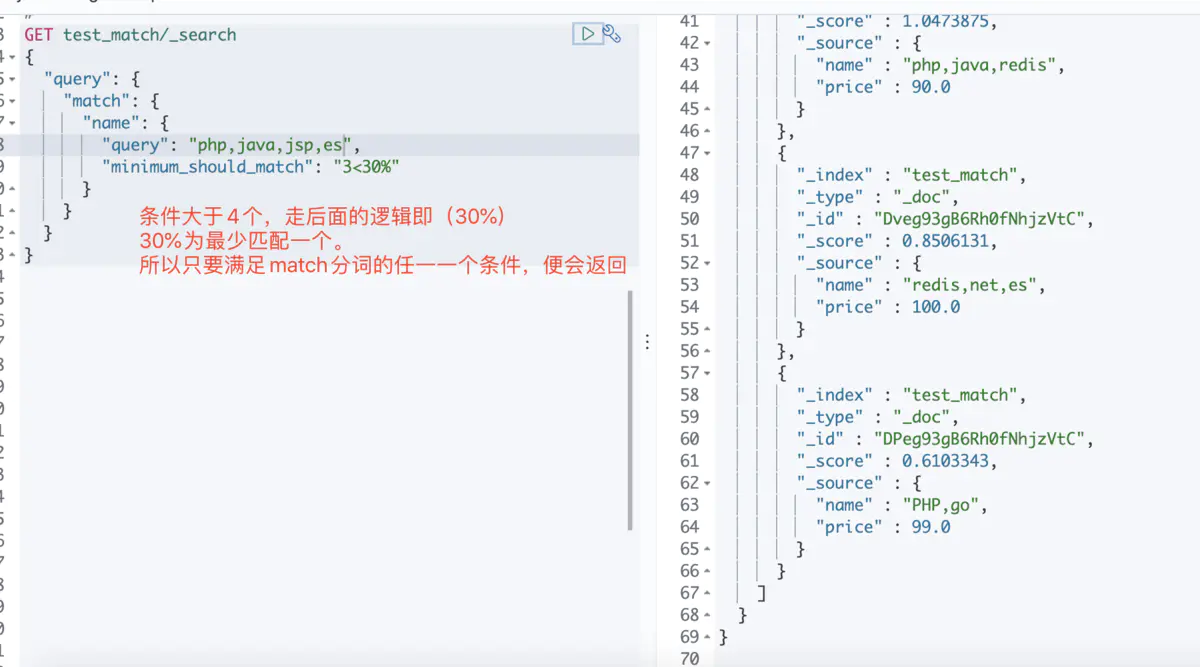 GET test_match/_search
{
"query": {
"match": {
"name": {
"query": "php,java,jsp,es",
"minimum_should_match": "3<30%"
}
}
}
}
条件大于4个，走后面的逻辑即（30%）
30%为最少匹配一个。
所以只要满足match分词的任一一个条件，便会返回
41 "_score" : 1.0473875,
42 "_source" : {
43 "name" : "php,java,redis",
44 "price" : 90.0
45 }
46 },
47 {
48 "_index" : "test_match",
49 "_type" : "_doc",
50 "_id" : "Dveg93gB6Rh0fNhjzVtC",
51 "_score" : 0.8506131,
52 "_source" : {
53 "name" : "redis,net,es",
54 "price" : 100.0
55 }
56 },
57 {
58 "_index" : "test_match",
59 "_type" : "_doc",
60 "_id" : "DPeg93gB6Rh0fNhjzVtC",
61 "_score" : 0.6103343,
62 "_source" : {
63 "name" : "PHP,go",
64 "price" : 99.0
65 }
66 }
67 ]
68 }
69 }
70